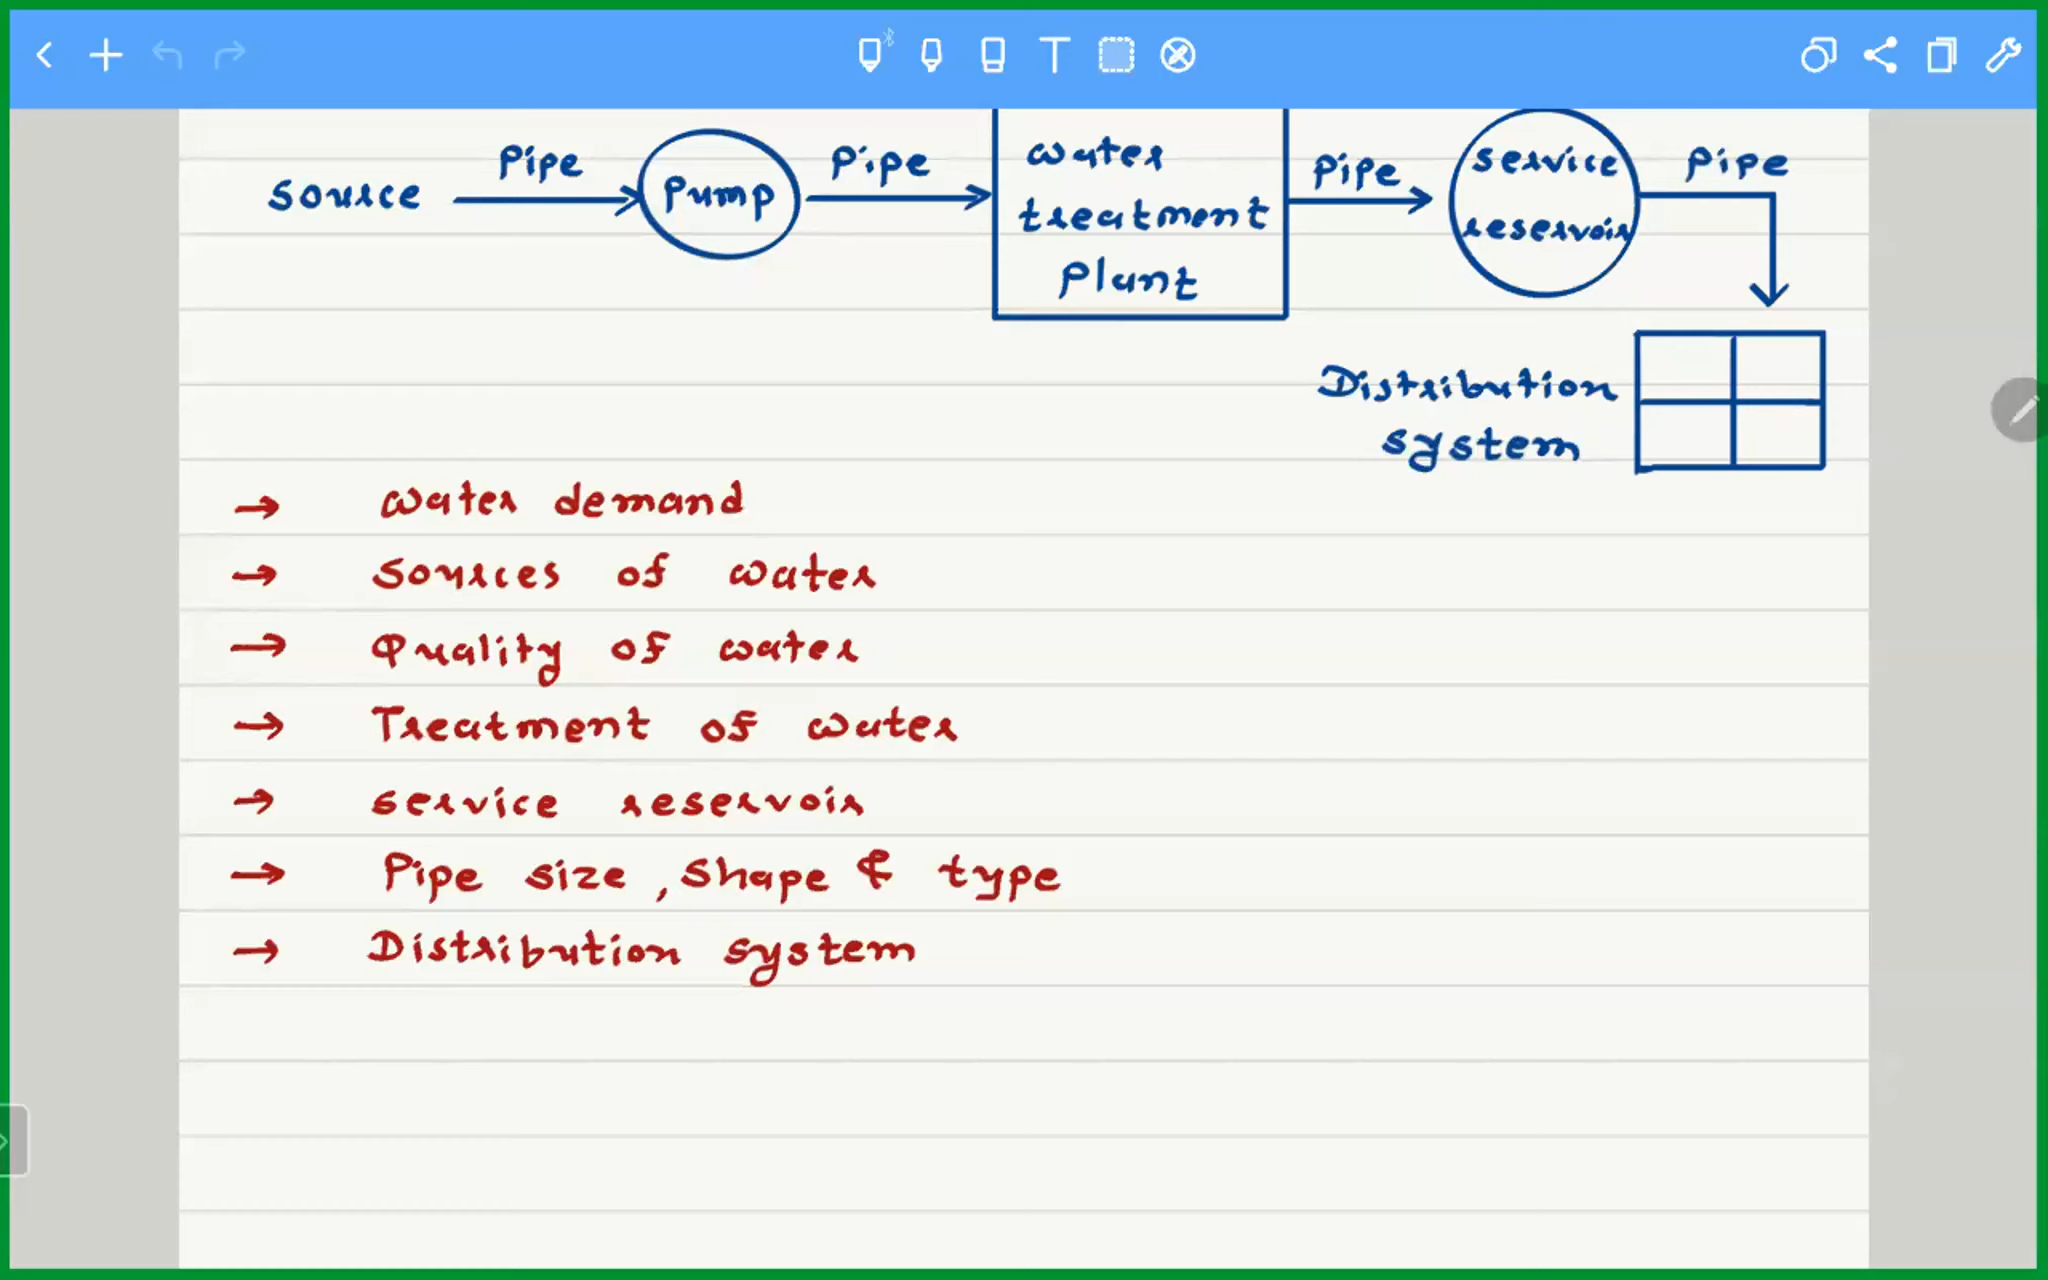 Source Pipe Pump Pipe water treatment Plant Pipe service reservoir Pipe
Distribution system
→ water demand
→ Sources of water
→ Quality of water
→ Treatment of water
→ service reservoir
→ Pipe size, shape & type
→ Distribution system